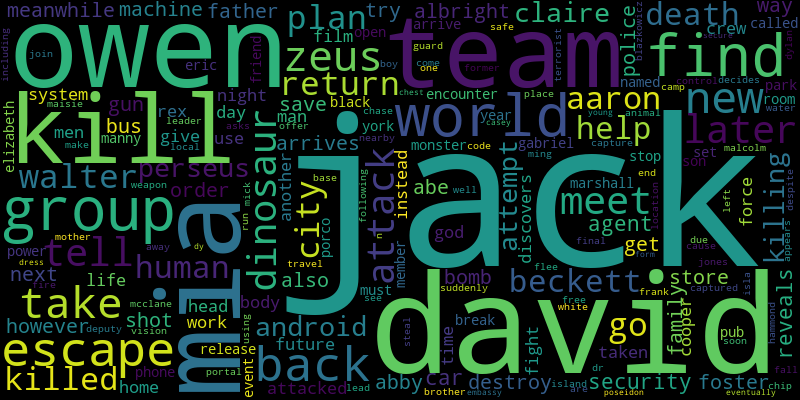 meanwhile machine father plan try albright claire police death way
including owen friend film open team arrive crew called
eric boy guard one come former safe terrorist blazkowicz find dylan
join zeus seize
kill system maisie gun night rex return save black chase world aaron new camp control decides park
elizabeth men leader bus day man encounter year place named room
make manny local give use york chest nearby casey code young animal water
walter asks arrives monster gabriel help later
perseus dinosaur another offer instead ming capture stop set son malcolm
weapon order city base attack attempt marshall end
group run mick porco following abe discovers meet left force killing
mia jack agent location despite
tell human also member god final get cause due appears
power mother away dy travel must n well flee form jones
next fire dress life see bomb beckett store isla reveals
take mcclane head body android suddenly david frank captured
however deputy shot work future break time free go family cooper pub hammond
vision using steal fight white taken soon
escape phone release event back abby car destroy island security foster fall
killed home portal attacked lead brother embassy are dr poseidon eventually chip